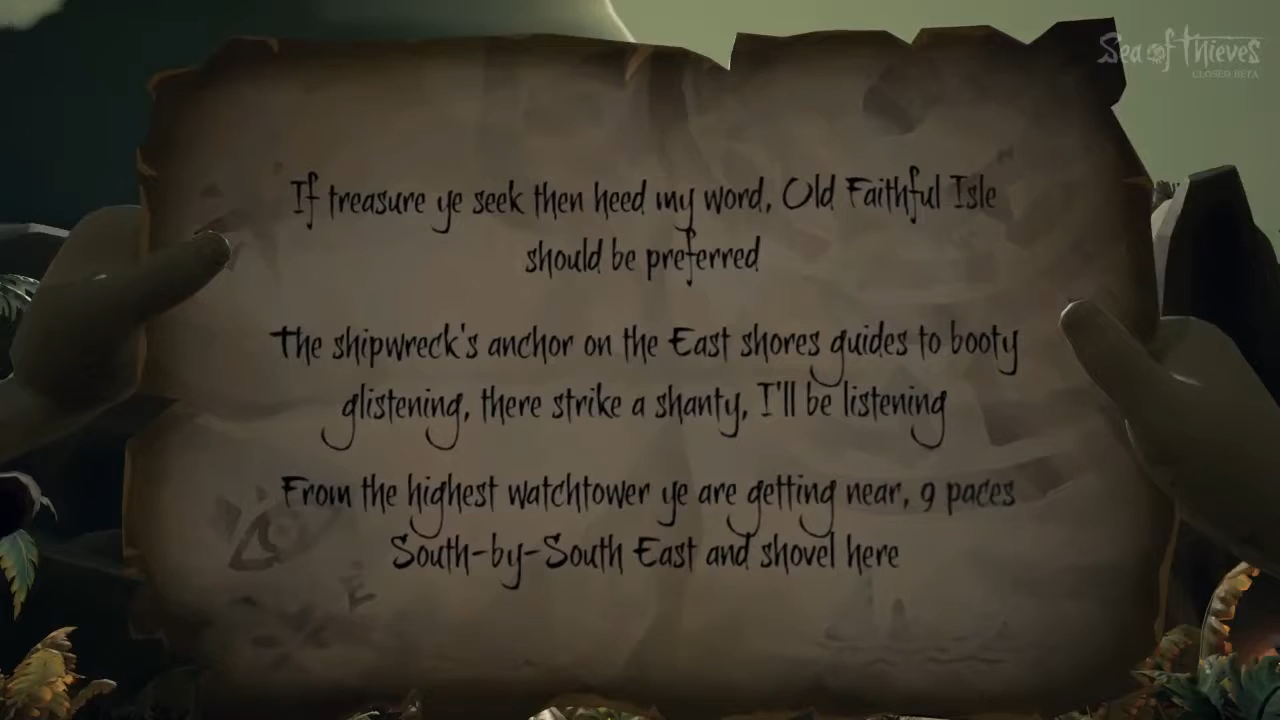 Sea of Thieves
CLOSED BETA
If treasure ye seek then heed my word, Old Faithful Isle
should be preferred
The shipwreck's anchor on the East shores guides to booty
glistening, there strike a shanty, I'll be listening
From the highest watchtower ye are getting near, 9 paces
South-by-South East and shovel here